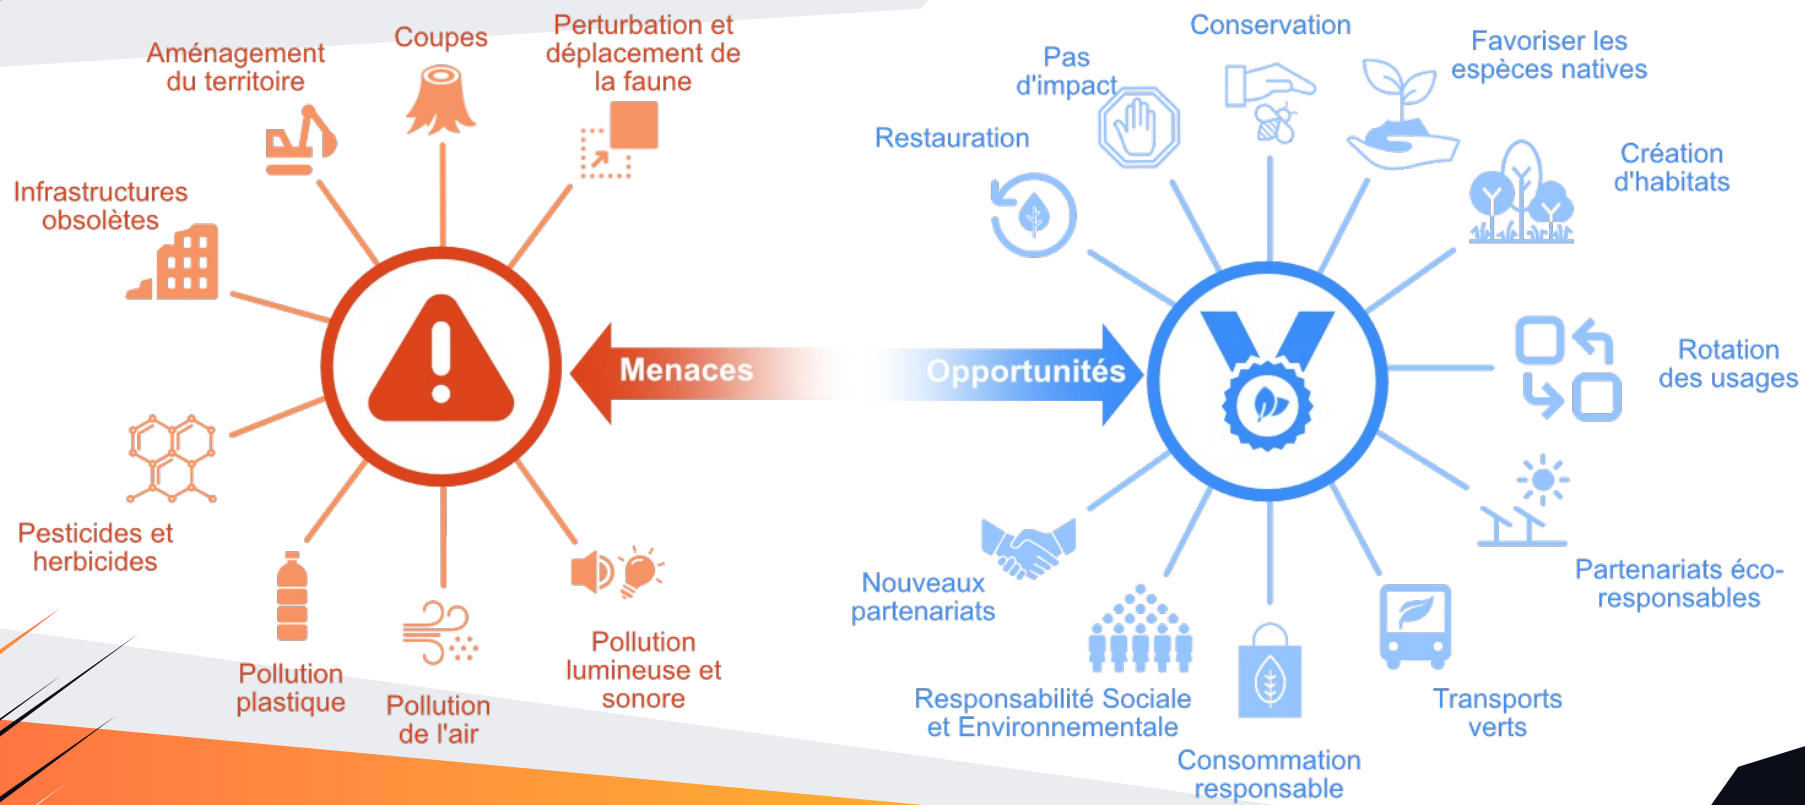 Aménagement
du territoire
Coupes
Perturbation et
déplacement de
la faune
Infrastructures
obsolètes
Pesticides et
herbicides
Pollution
plastique
Pollution
de l'air
Pollution
lumineuse et
sonore
Menaces
Opportunités
Conservation
Pas
d'impact
Restauration
Favoriser les
espèces natives
Création
d'habitats
Rotation
des usages
Partenariats éco-
responsables
Transports
verts
Consommation
responsable
Responsabilité Sociale
et Environnementale
Nouveaux
partenariats